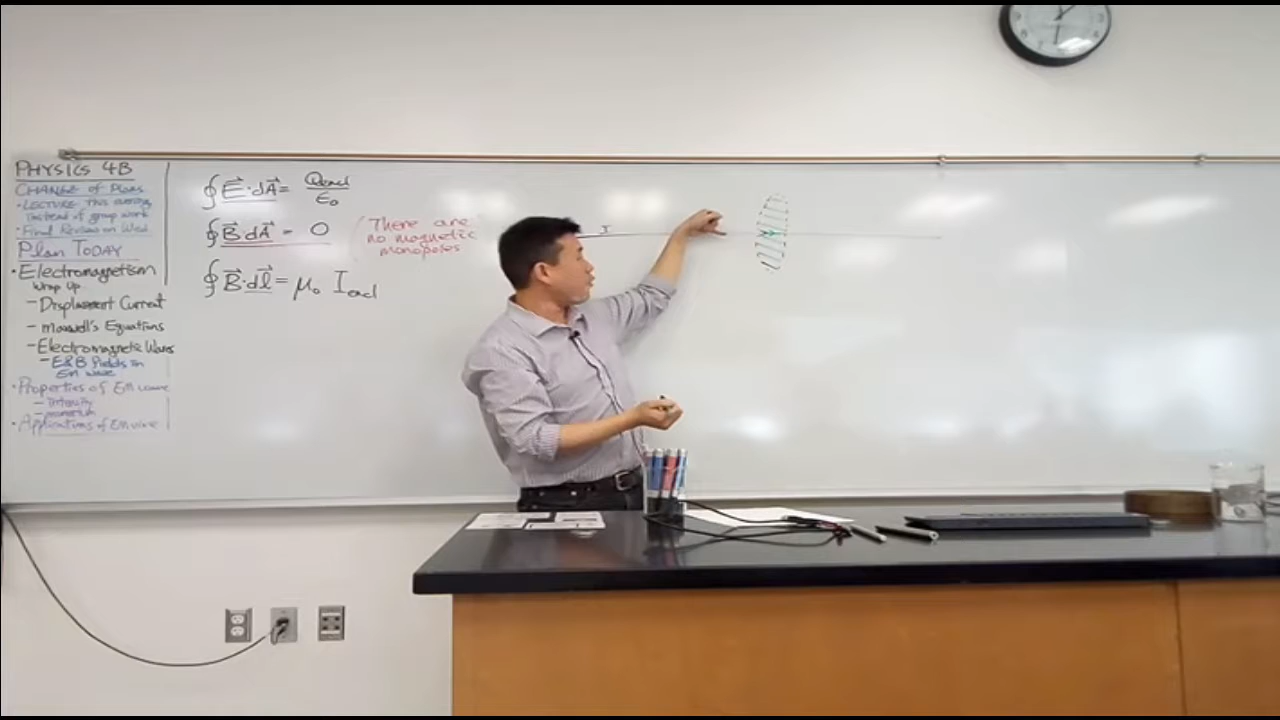 PHYSICS 4B
CHANGE of Plans
• LECTURE this evening
instead of group work
• Final Review on Wed.
Plan TODAY
• Electromagnetism
Wrap Up
- Displacement Current
- Maxwell's Equations
- Electromagnetic Waves
- E&B fields in
EM wave
• Properties of EM wave
- Intensity
- momentum
• Applications of EM wave
∮ E⃗·dA⃗ = Qencl/ε₀
∮ B⃗·dA⃗ = 0 (There are
no magnetic
monopoles
∮ B⃗·dl⃗ = μ₀ Iencl
I